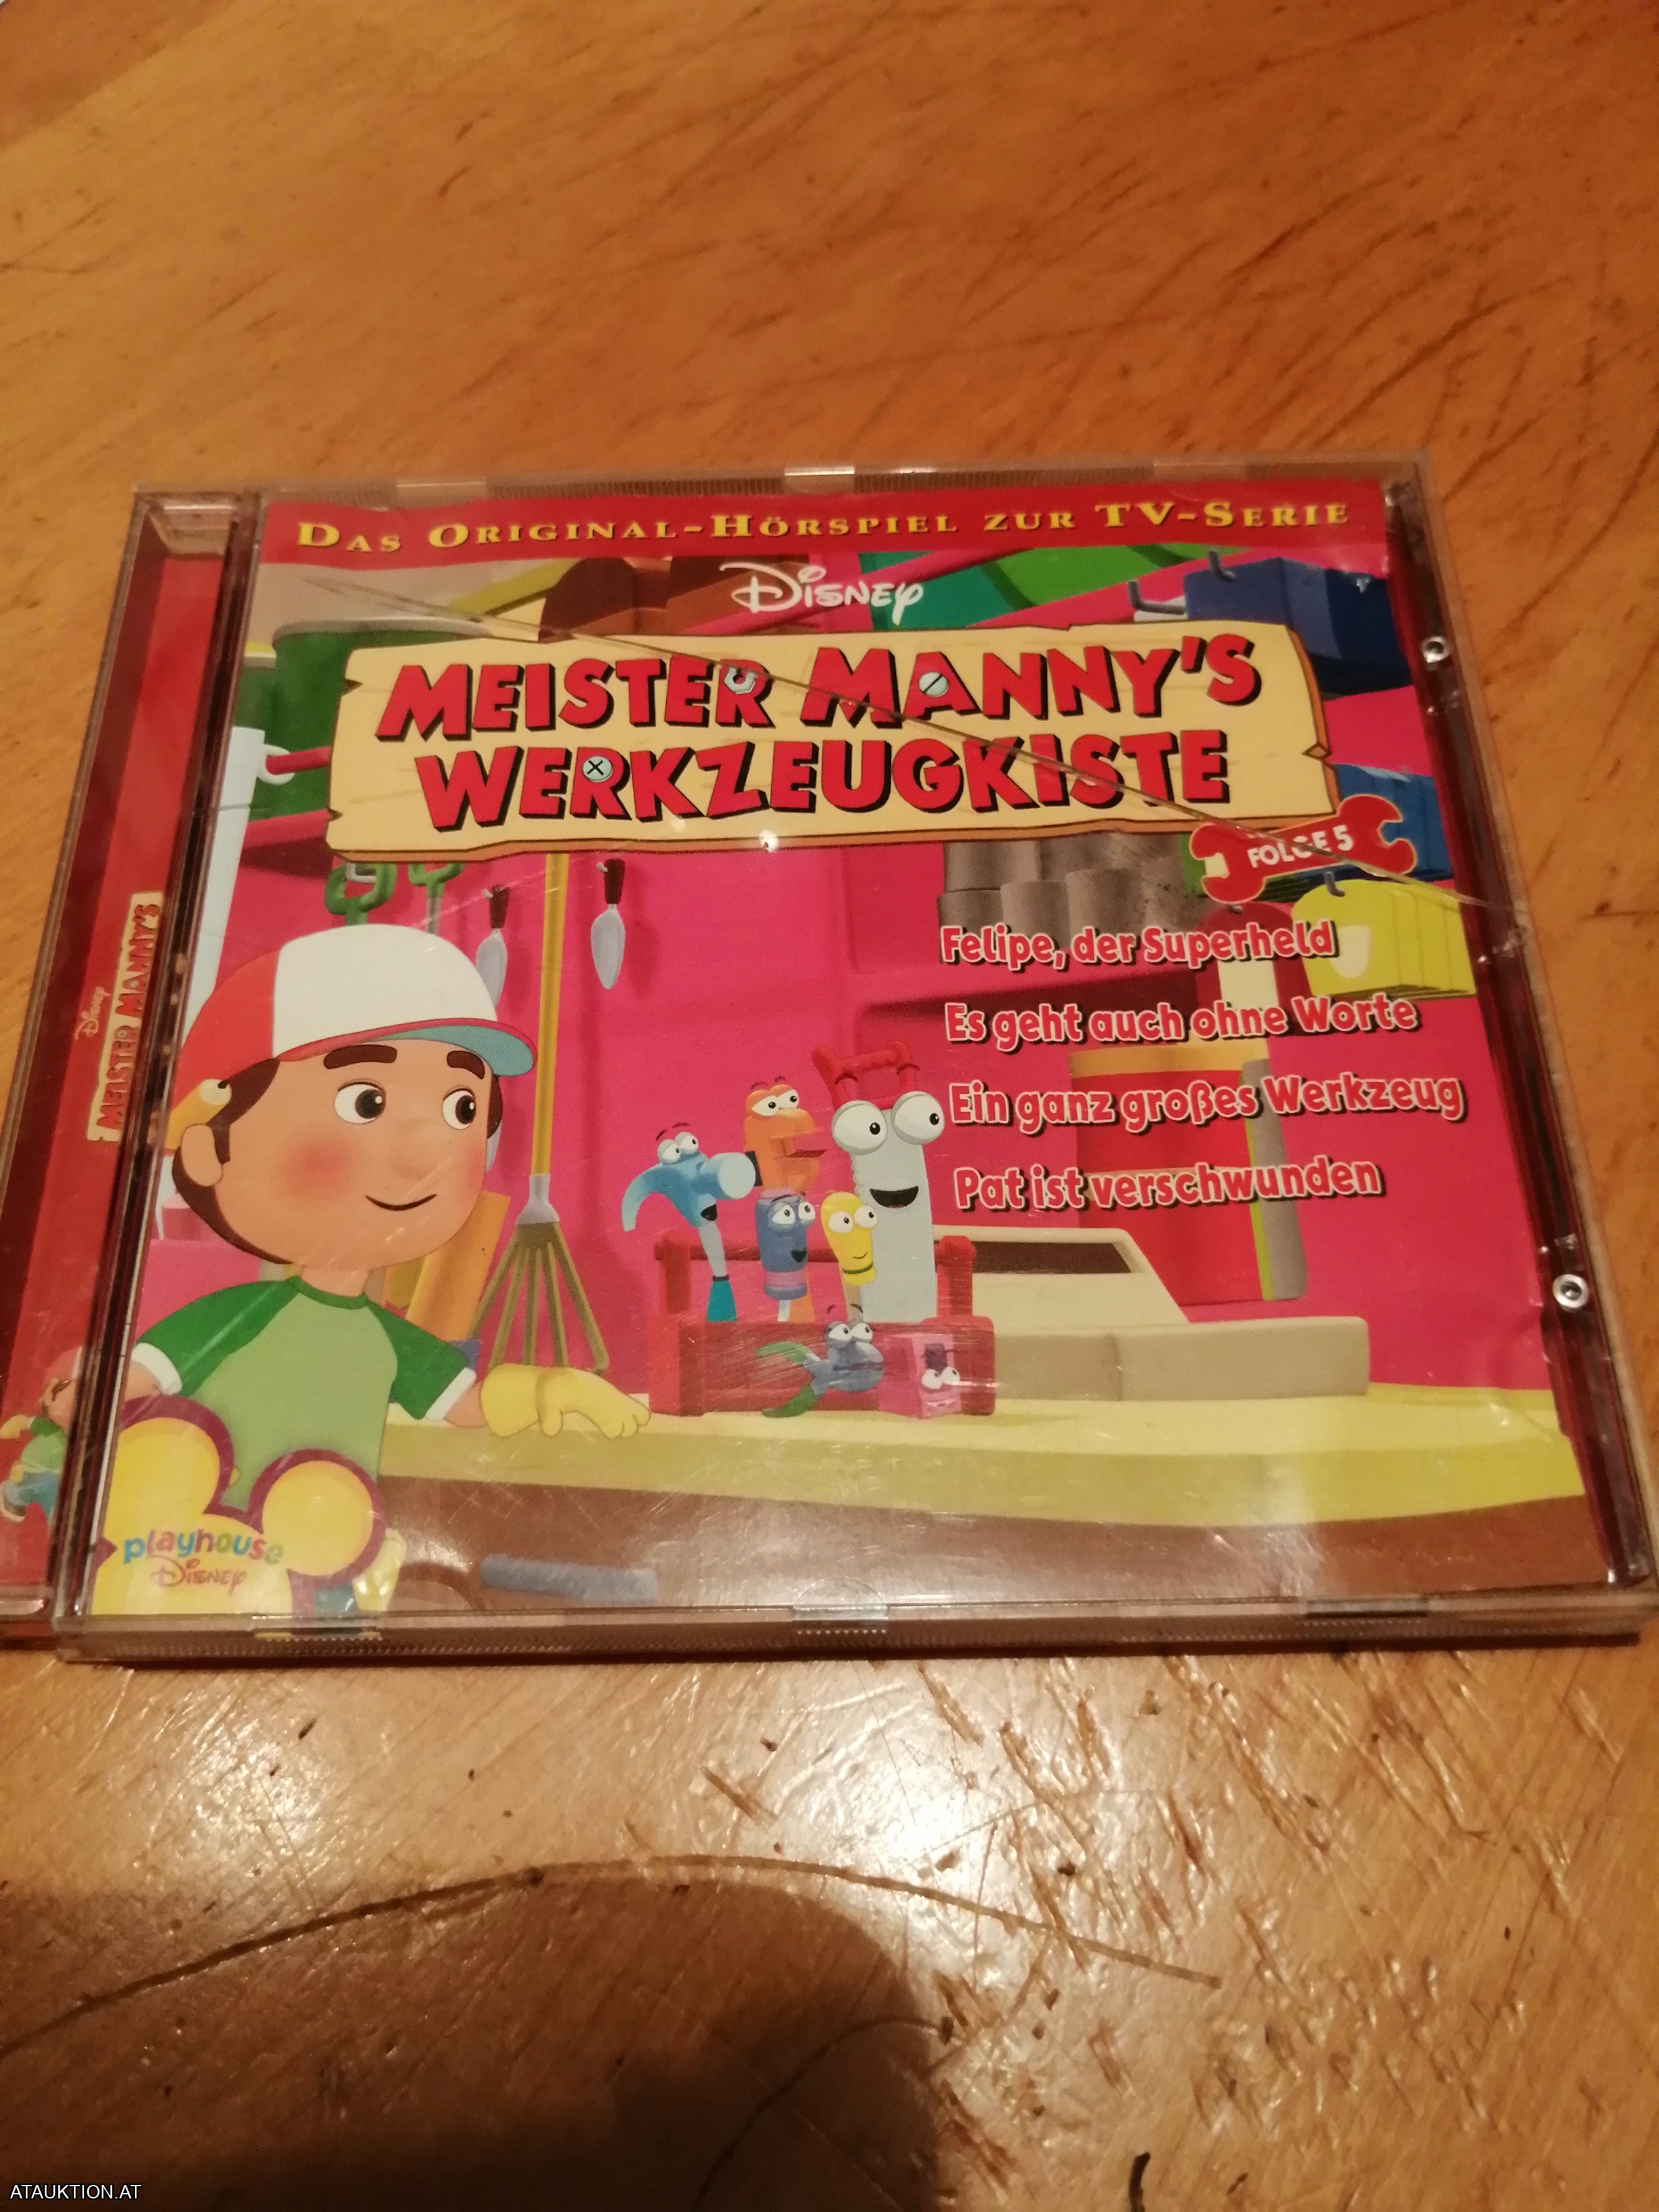 DAS ORIGINAL-HÖRSPIEL ZUR TV-SERIE
DISNEY
MEISTER MANNY'S
WERKZEUGKISTE
FOLGE 5
Felipe, der Superheld
Es geht auch ohne Worte
Ein ganz großes Werkzeug
Pat ist verschwunden
Disney
MEISTER MANNY'S
playhouse
DISNEY
ATAUKTION.AT